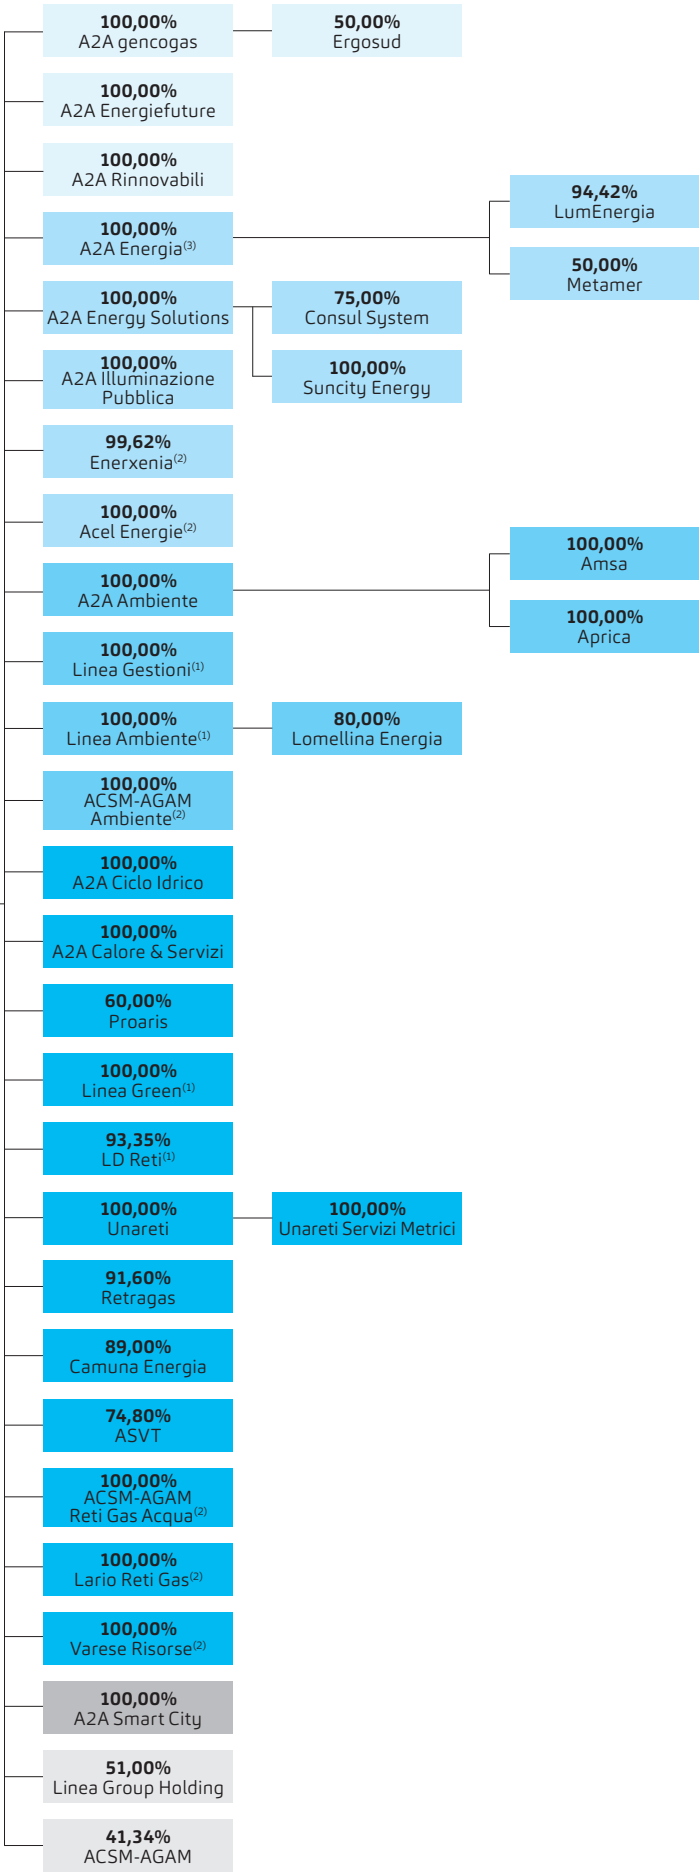 100,00%
A2A gencogas
50,00%
Ergosud
100,00%
A2A Energiefuture
100,00%
A2A Rinnovabili
94,42%
LumEnergia
100,00%
A2A Energia(3)
50,00%
Metamer
100,00%
A2A Energy Solutions
75,00%
Consul System
100,00%
A2A Illuminazione
Pubblica
100,00%
Suncity Energy
99,62%
Enerxenia(2)
100,00%
Acel Energie(2)
100,00%
Amsa
100,00%
A2A Ambiente
100,00%
Aprica
100,00%
Linea Gestioni(1)
100,00%
Linea Ambiente(1)
80,00%
Lomellina Energia
100,00%
ACSM-AGAM
Ambiente(2)
100,00%
A2A Ciclo Idrico
100,00%
A2A Calore & Servizi
60,00%
Proaris
100,00%
Linea Green(1)
93,35%
LD Reti(1)
100,00%
Unareti
100,00%
Unareti Servizi Metrici
91,60%
Retragas
89,00%
Camuna Energia
74,80%
ASVT
100,00%
ACSM-AGAM
Reti Gas Acqua(2)
100,00%
Lario Reti Gas(2)
100,00%
Varese Risorse(2)
100,00%
A2A Smart City
51,00%
Linea Group Holding
41,34%
ACSM-AGAM